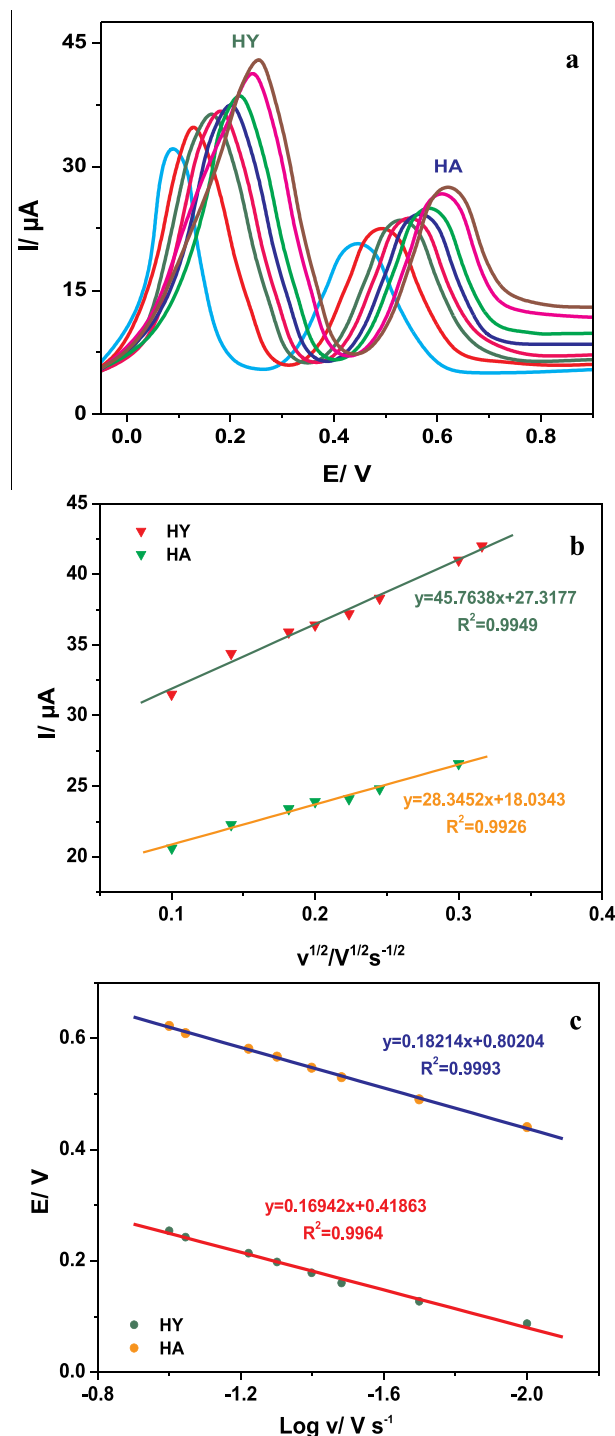 HY
a
HA
45
30
15
0
I/ µA
0.0 0.2 0.4 0.6 0.8
E/ V
45
40
35
30
25
20
I/ µA
HY
HA
b
y=45.7638x+27.3177
R²=0.9949
y=28.3452x+18.0343
R²=0.9926
0.1 0.2 0.3 0.4
v^1/2/V^1/2s^-1/2
c
0.6
0.4
0.2
0.0
E/ V
y=0.18214x+0.80204
R²=0.9993
y=0.16942x+0.41863
R²=0.9964
HY
HA
-0.8 -1.2 -1.6 -2.0
Log v/ V s⁻¹